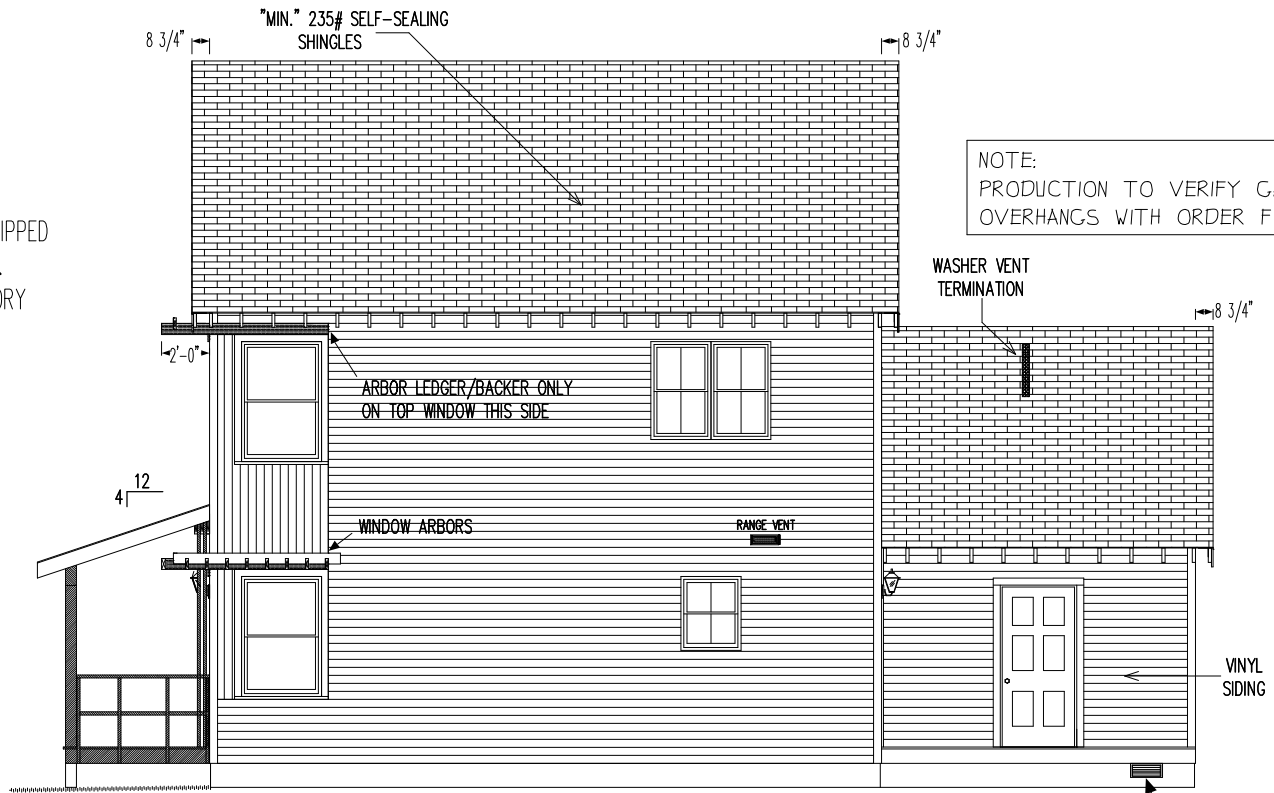 "MIN." 235# SELF-SEALING
SHINGLES
8 3/4"
8 3/4"
NOTE:
PRODUCTION TO VERIFY
OVERHANGS WITH ORDER
WASHER VENT
TERMINATION
8 3/4"
2'-0"
ARBOR LEDGER/BACKER ONLY
ON TOP WINDOW THIS SIDE
12
4
WINDOW ARBORS
RANGE VENT
VINYL
SIDING